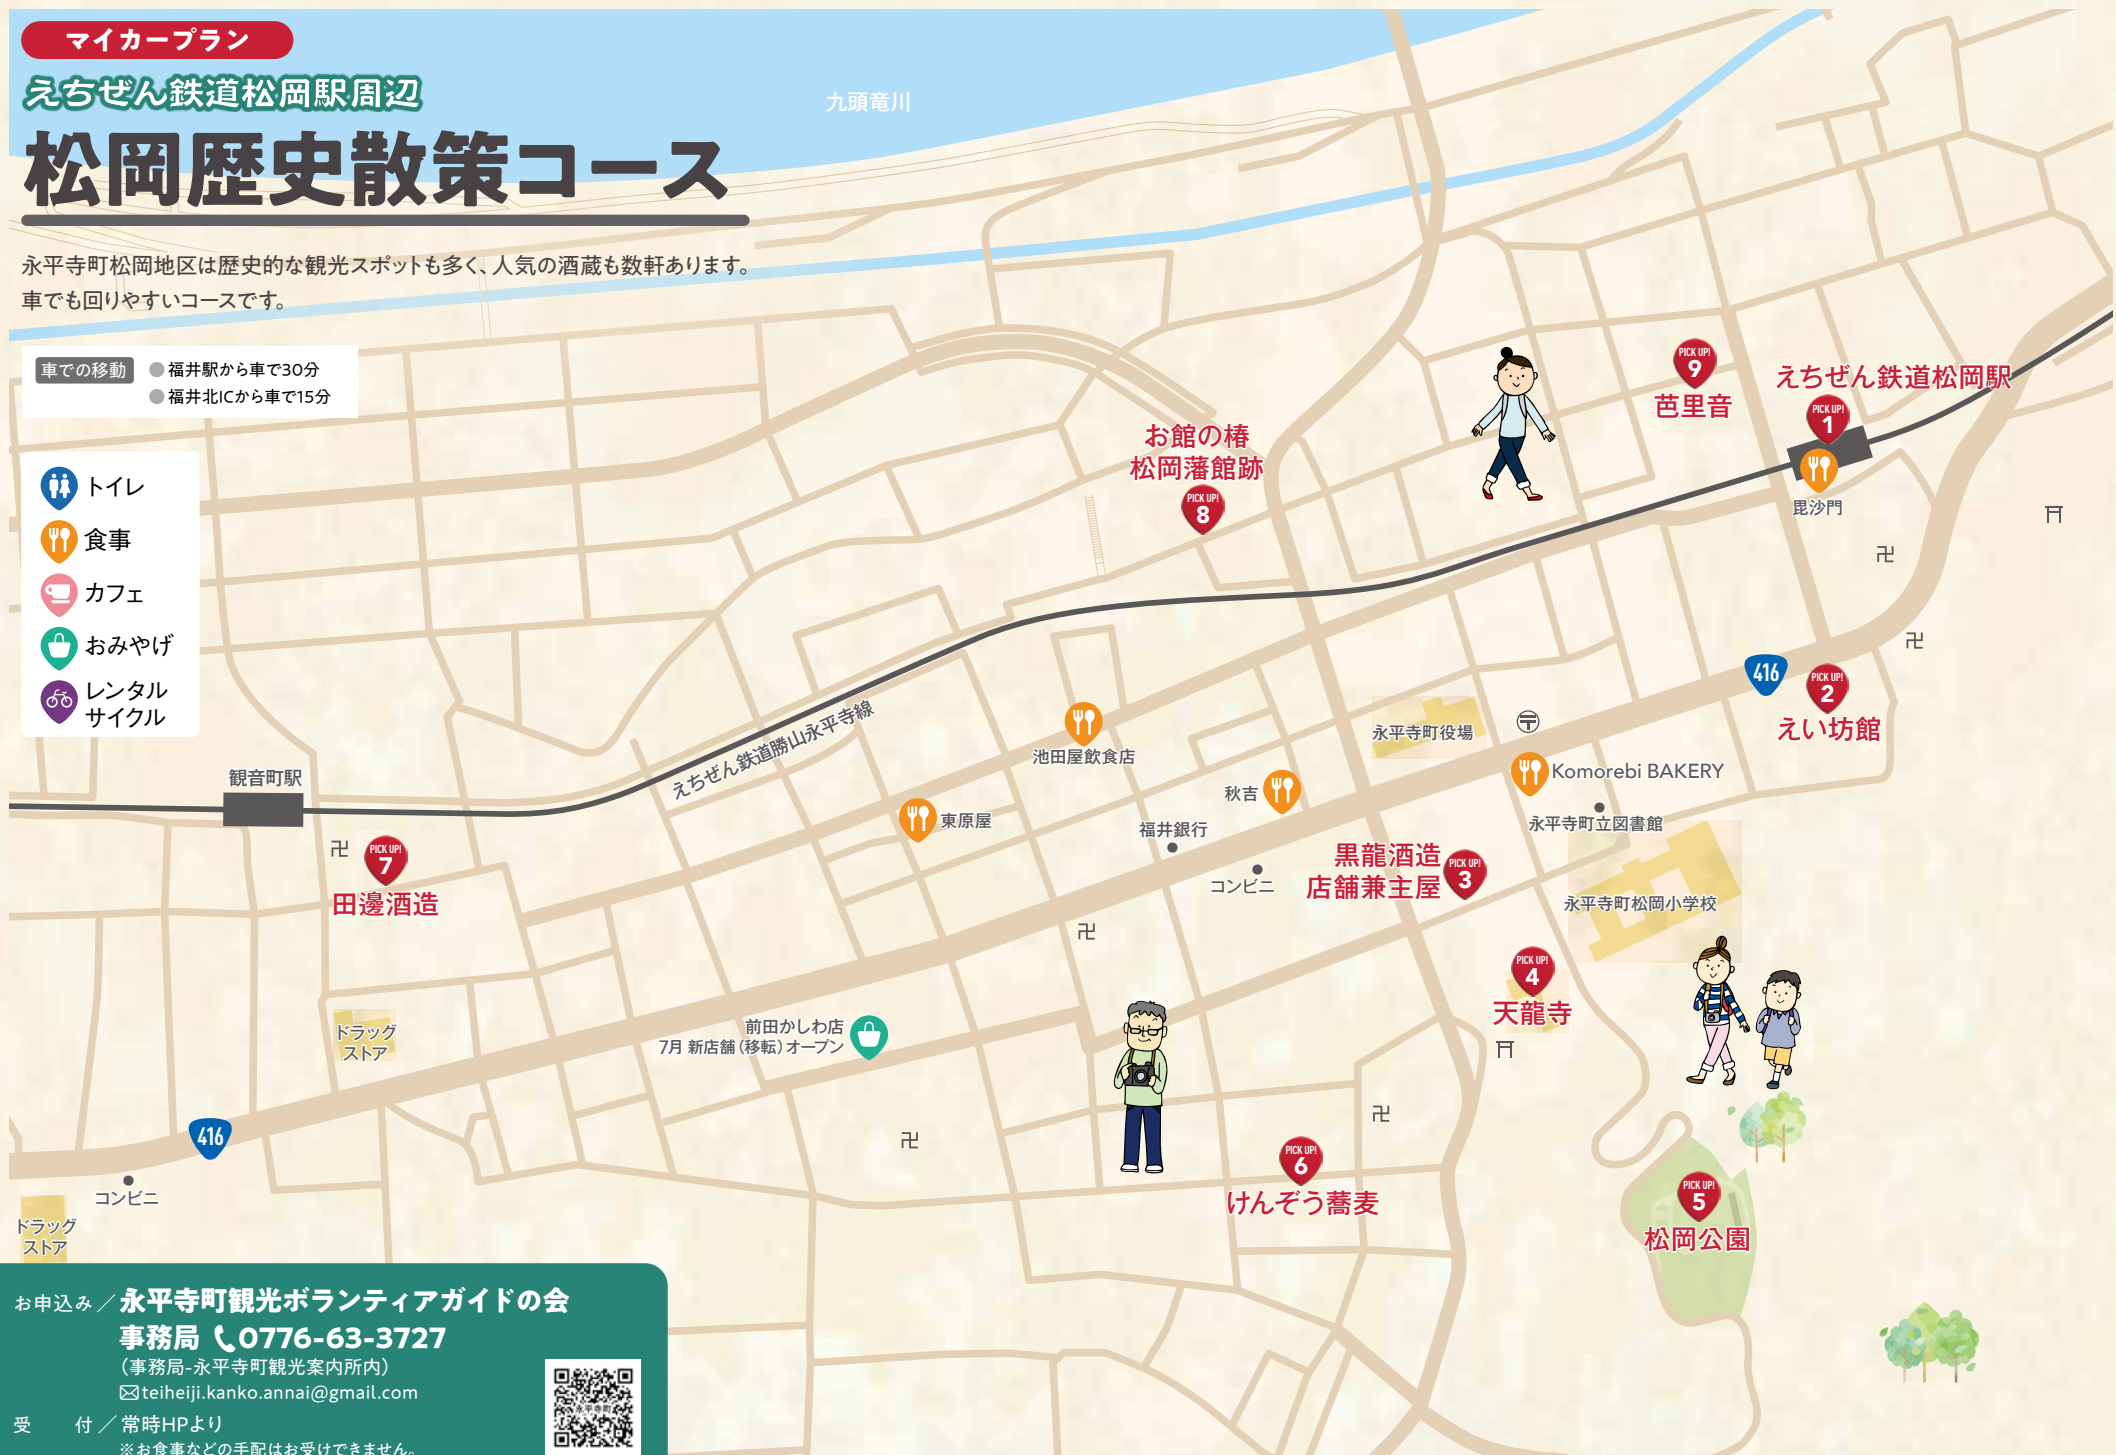 マイカープラン
えちぜん鉄道松岡駅周辺
松岡歴史散策コース
永平寺町松岡地区は歴史的な観光スポットも多く、人気の酒蔵も数軒あります。
車でも回りやすいコースです。
車での移動
福井駅から車で30分
福井北ICから車で15分
トイレ
食事
カフェ
おみやげ
レンタル
サイクル
九頭竜川
PICK UP!
9
芭里音
えちぜん鉄道松岡駅
PICK UP!
1
毘沙門
お館の椿
松岡藩館跡
PICK UP!
8
416
PICK UP!
2
えい坊館
永平寺町役場
Komorebi BAKERY
永平寺町立図書館
池田屋飲食店
えちぜん鉄道勝山永平寺線
秋吉
東原屋
福井銀行
コンビニ
観音町駅
PICK UP!
7
田邊酒造
黒龍酒造
店舗兼主屋
PICK UP!
3
永平寺町松岡小学校
PICK UP!
4
天龍寺
ドラッグ
ストア
前田かしわ店
7月 新店舗(移転)オープン
416
コンビニ
ドラッグ
ストア
PICK UP!
6
けんぞう蕎麦
PICK UP!
5
松岡公園
お申込み／永平寺町観光ボランティアガイドの会
事務局 0776-63-3727
(事務局-永平寺町観光案内所内)
teiheiji.kanko.annai@gmail.com
受　付／常時HPより
※お食事などの手配はお受けできません。
永平寺町